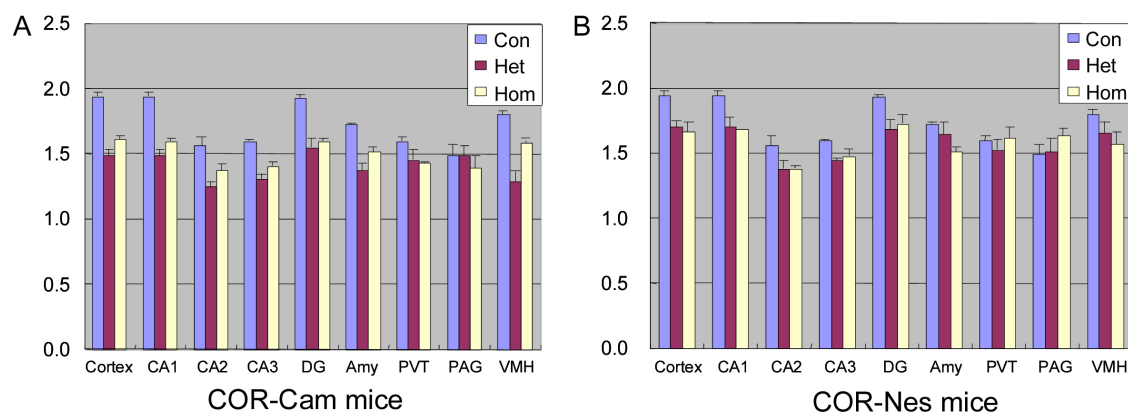 A
2.5
2.0
1.5
1.0
0.5
0.0
Con
Het
Hom
Cortex CA1 CA2 CA3 DG Amy PVT PAG VMH
COR-Cam mice
B
2.5
2.0
1.5
1.0
0.5
0.0
Con
Het
Hom
Cortex CA1 CA2 CA3 DG Amy PVT PAG VMH
COR-Nes mice